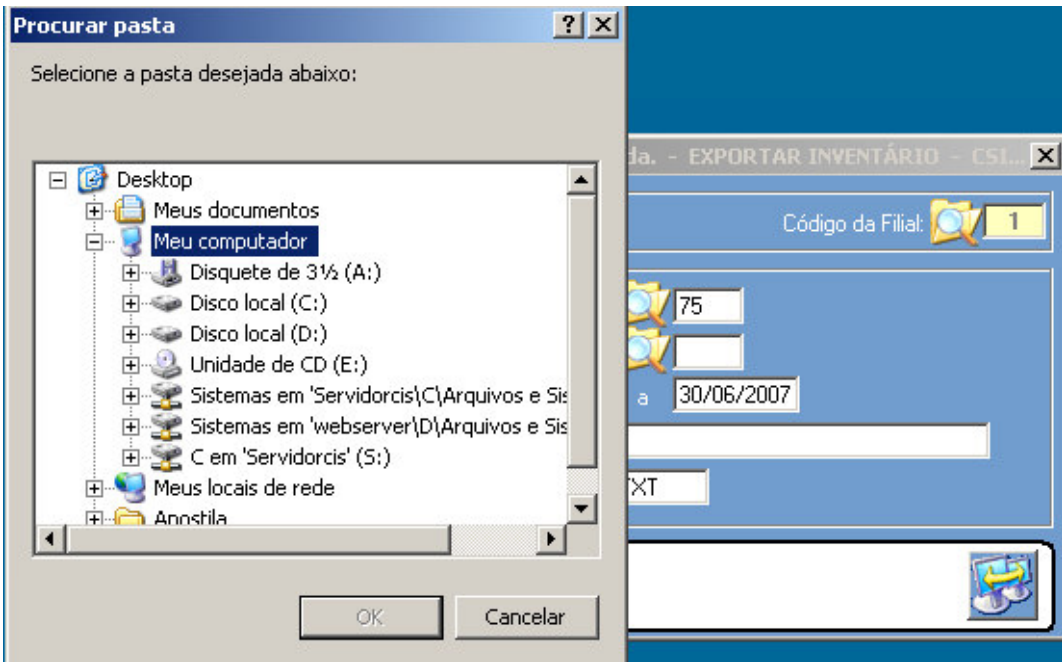 Procurar pasta
Selecione a pasta desejada abaixo:
Desktop
Meus documentos
Meu computador
Disquete de 3½ (A:)
Disco local (C:)
Disco local (D:)
Unidade de CD (E:)
Sistemas em 'Servidorcis\C\Arquivos e Sis
Sistemas em 'webserver\D\Arquivos e Sis
C em 'Servidorcis' (S:)
Meus locais de rede
Apostila
OK
Cancelar
da. - EXPORTAR INVENTÁRIO - CSI...
Código da Filial: 1
75
a 30/06/2007
TXT